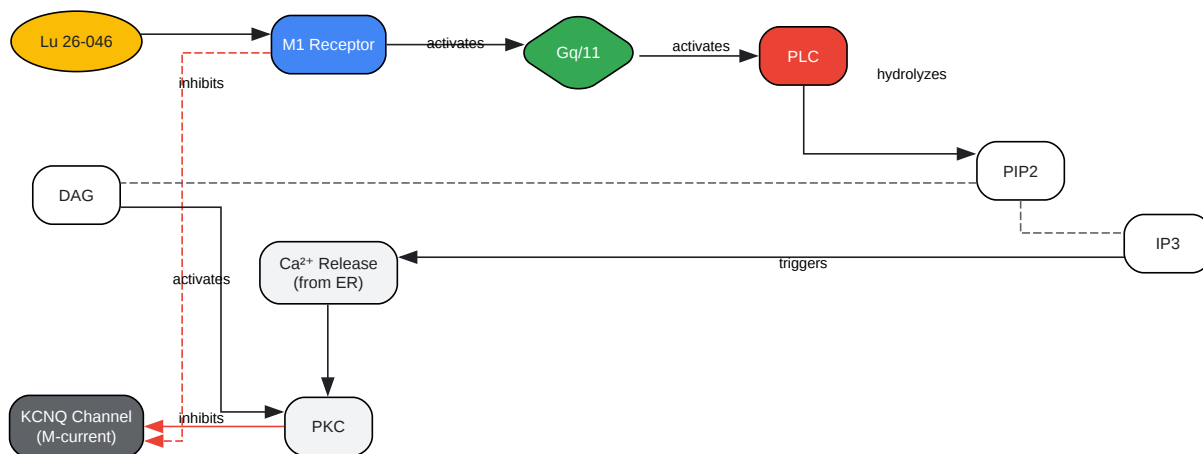 Lu 26-046
M1 Receptor
activates
Gq/11
activates
PLC
hydrolyzes
inhibits
PIP2
DAG
IP3
Ca²⁺ Release
(from ER)
triggers
activates
KCNQ Channel
(M-current)
inhibits
PKC